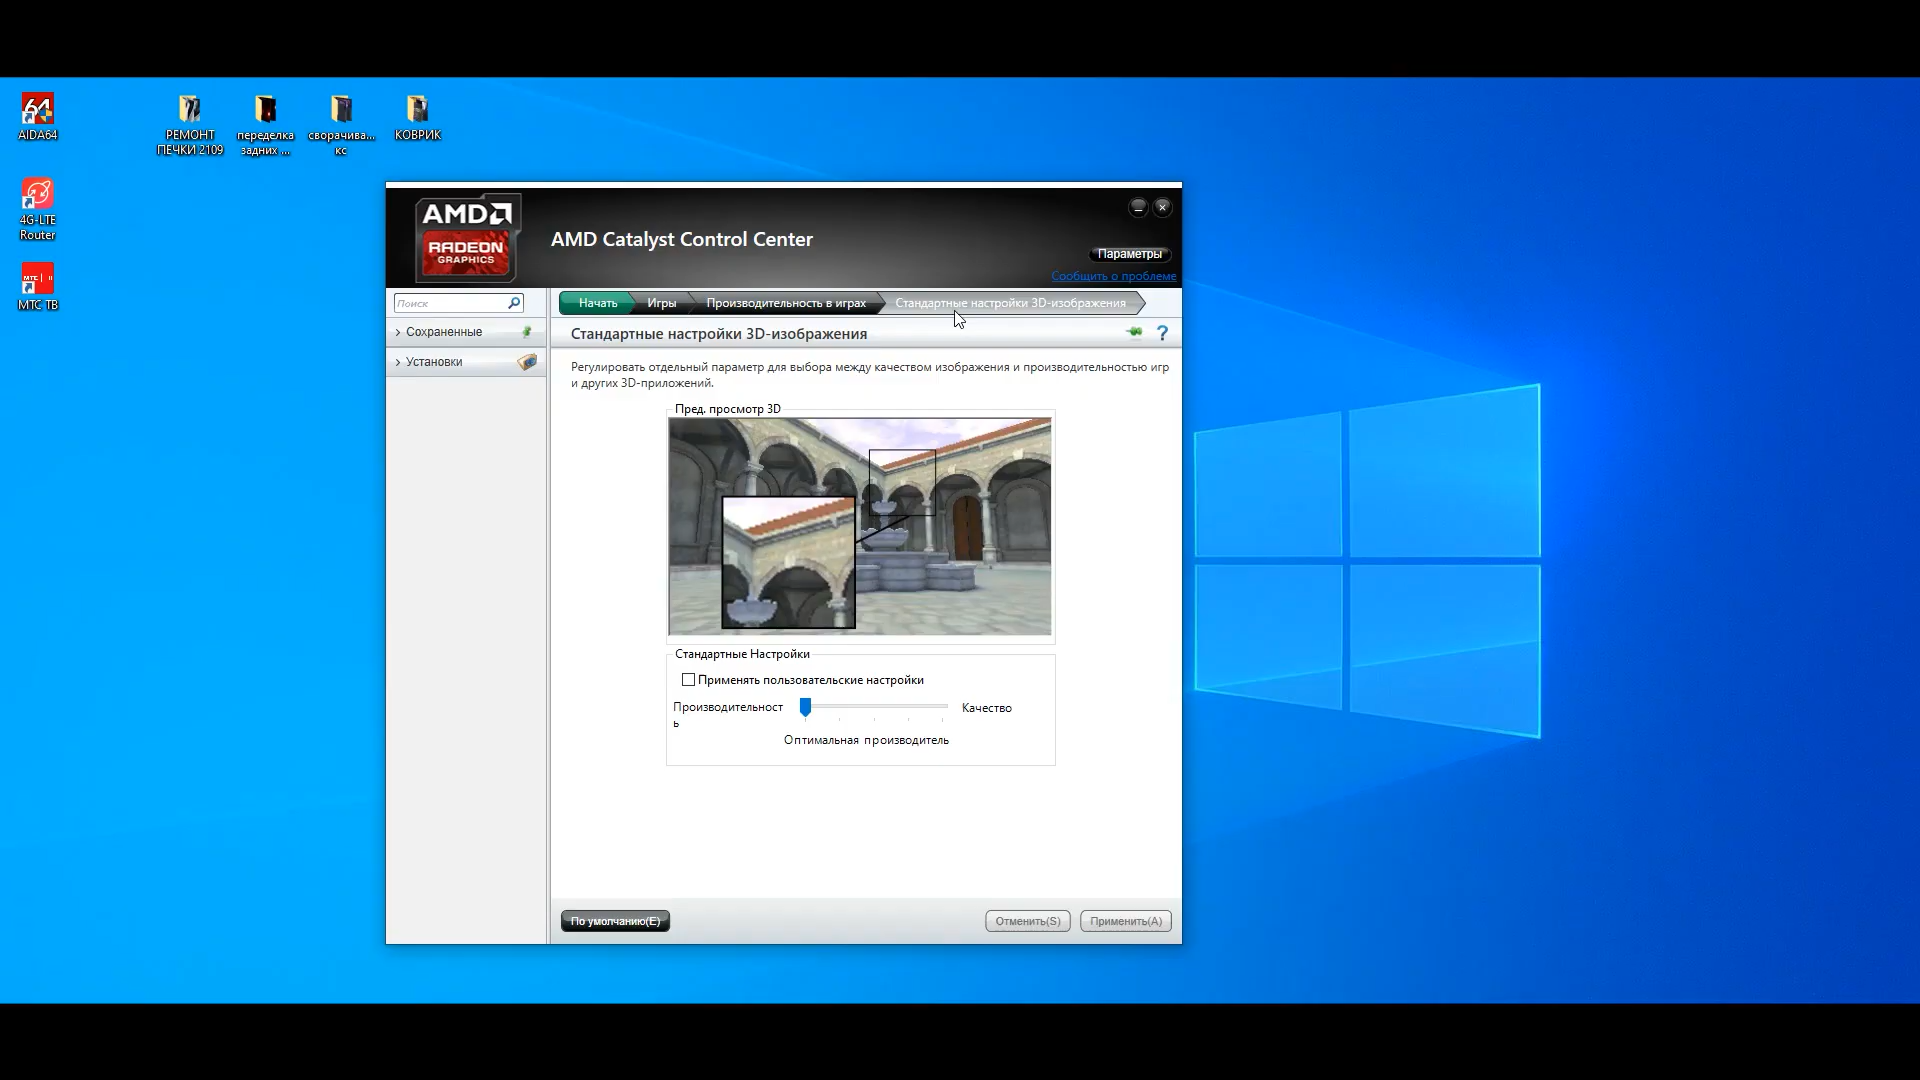 64
AIDA64
РЕМОНТ
ПЕЧКИ 2109
переделка
задних ...
сворачива...
кс
КОВРИК
4G-LTE
Router
МТС ТВ
AMD
RADEON
GRAPHICS
AMD Catalyst Control Center
Параметры
Сообщить о проблеме
Поиск
Начать
Игры
Производительность в играх
Стандартные настройки 3D-изображения
Сохраненные
Установки
Стандартные настройки 3D-изображения
?
Регулировать отдельный параметр для выбора между качеством изображения и производительностью игр
и других 3D-приложений.
Пред. просмотр 3D
Стандартные Настройки
Применять пользовательские настройки
Производительност
ь
Качество
Оптимальная производитель
По умолчанию(E)
Отменить(S)
Применить(A)